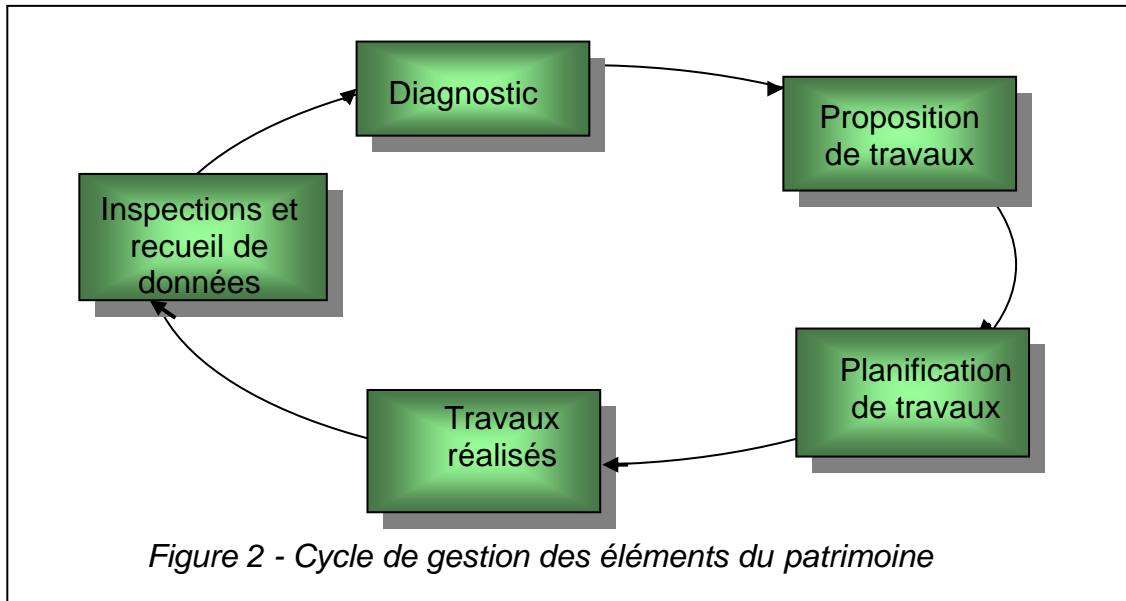 Diagnostic
Proposition
de travaux
Inspections et
recueil de
données
Planification
de travaux
Travaux
réalisés
Figure 2 - Cycle de gestion des éléments du patrimoine